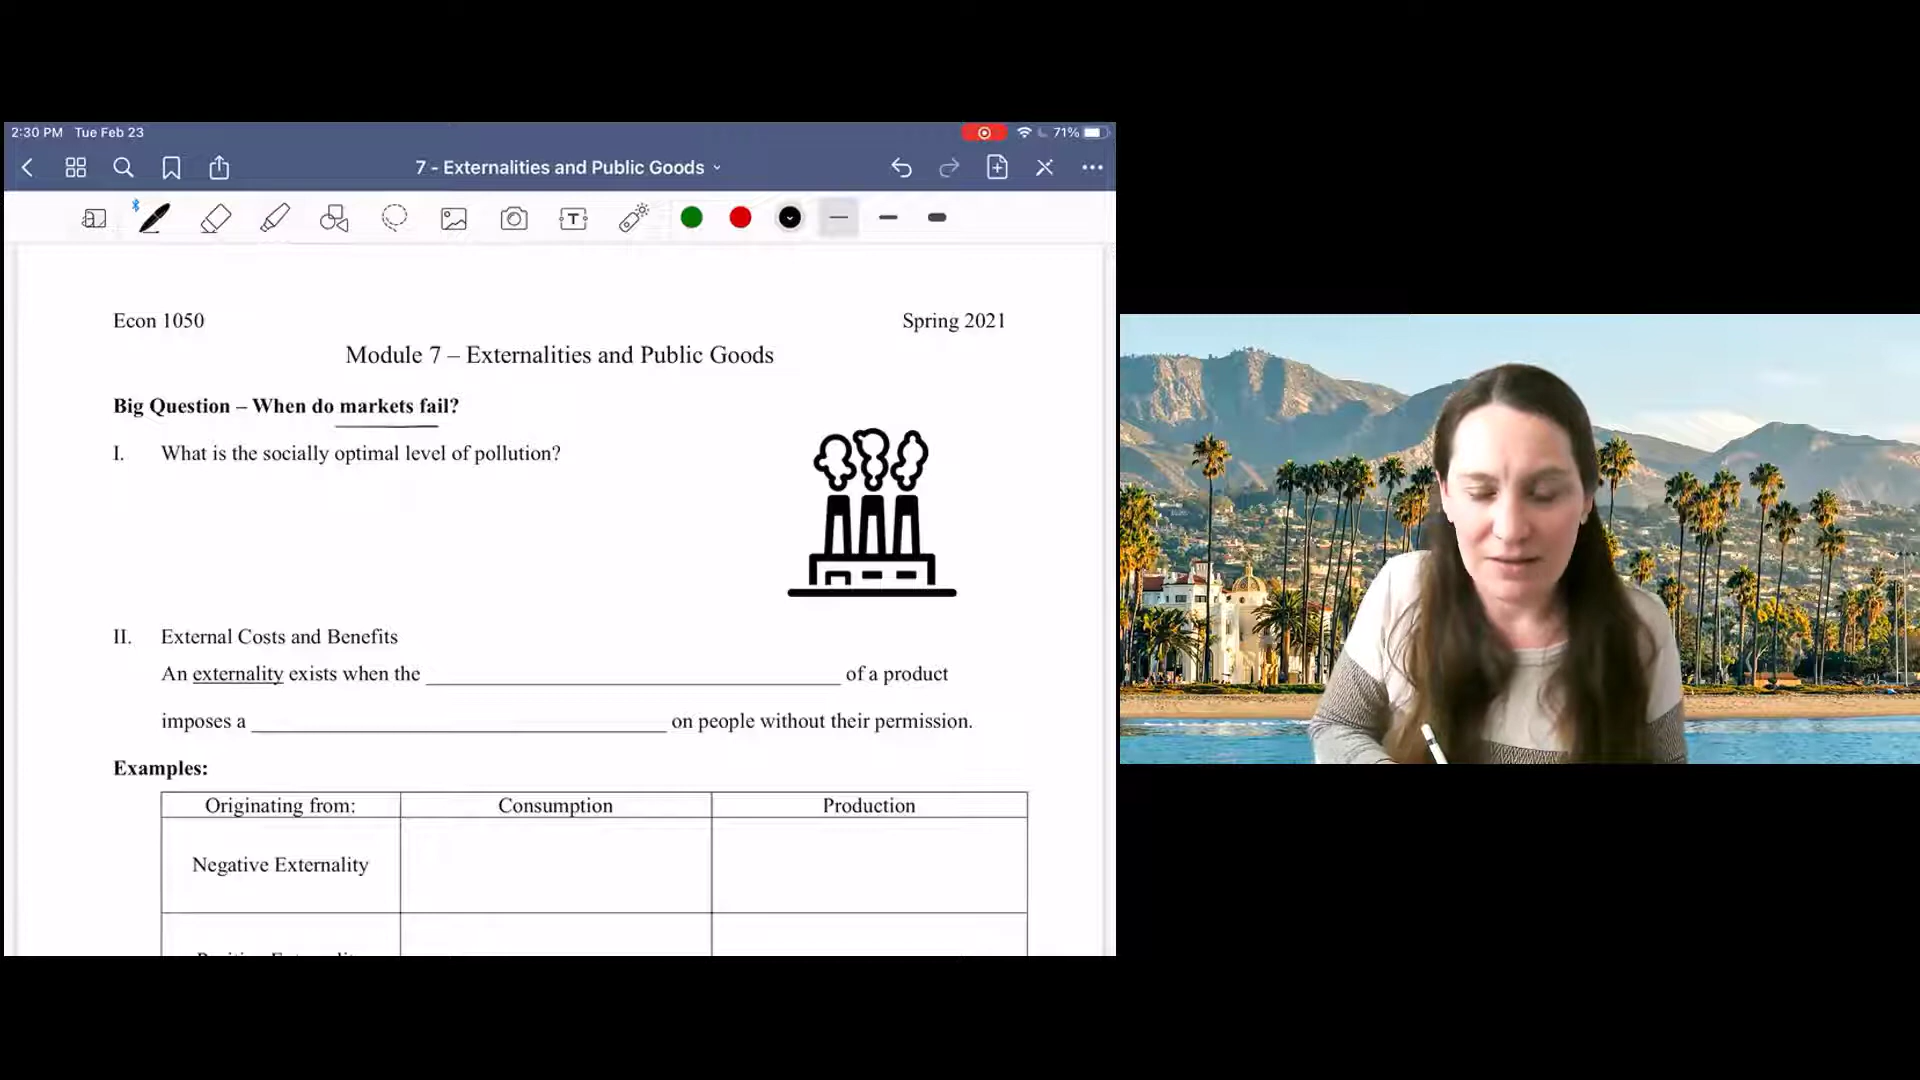 2:30 PM Tue Feb 23
71%
7 - Externalities and Public Goods
Econ 1050 Spring 2021
Module 7 – Externalities and Public Goods
Big Question – When do markets fail?
I. What is the socially optimal level of pollution?
II. External Costs and Benefits
An externality exists when the ______________________________________ of a product
imposes a ______________________________________ on people without their permission.
Examples:
Originating from: Consumption Production
Negative Externality